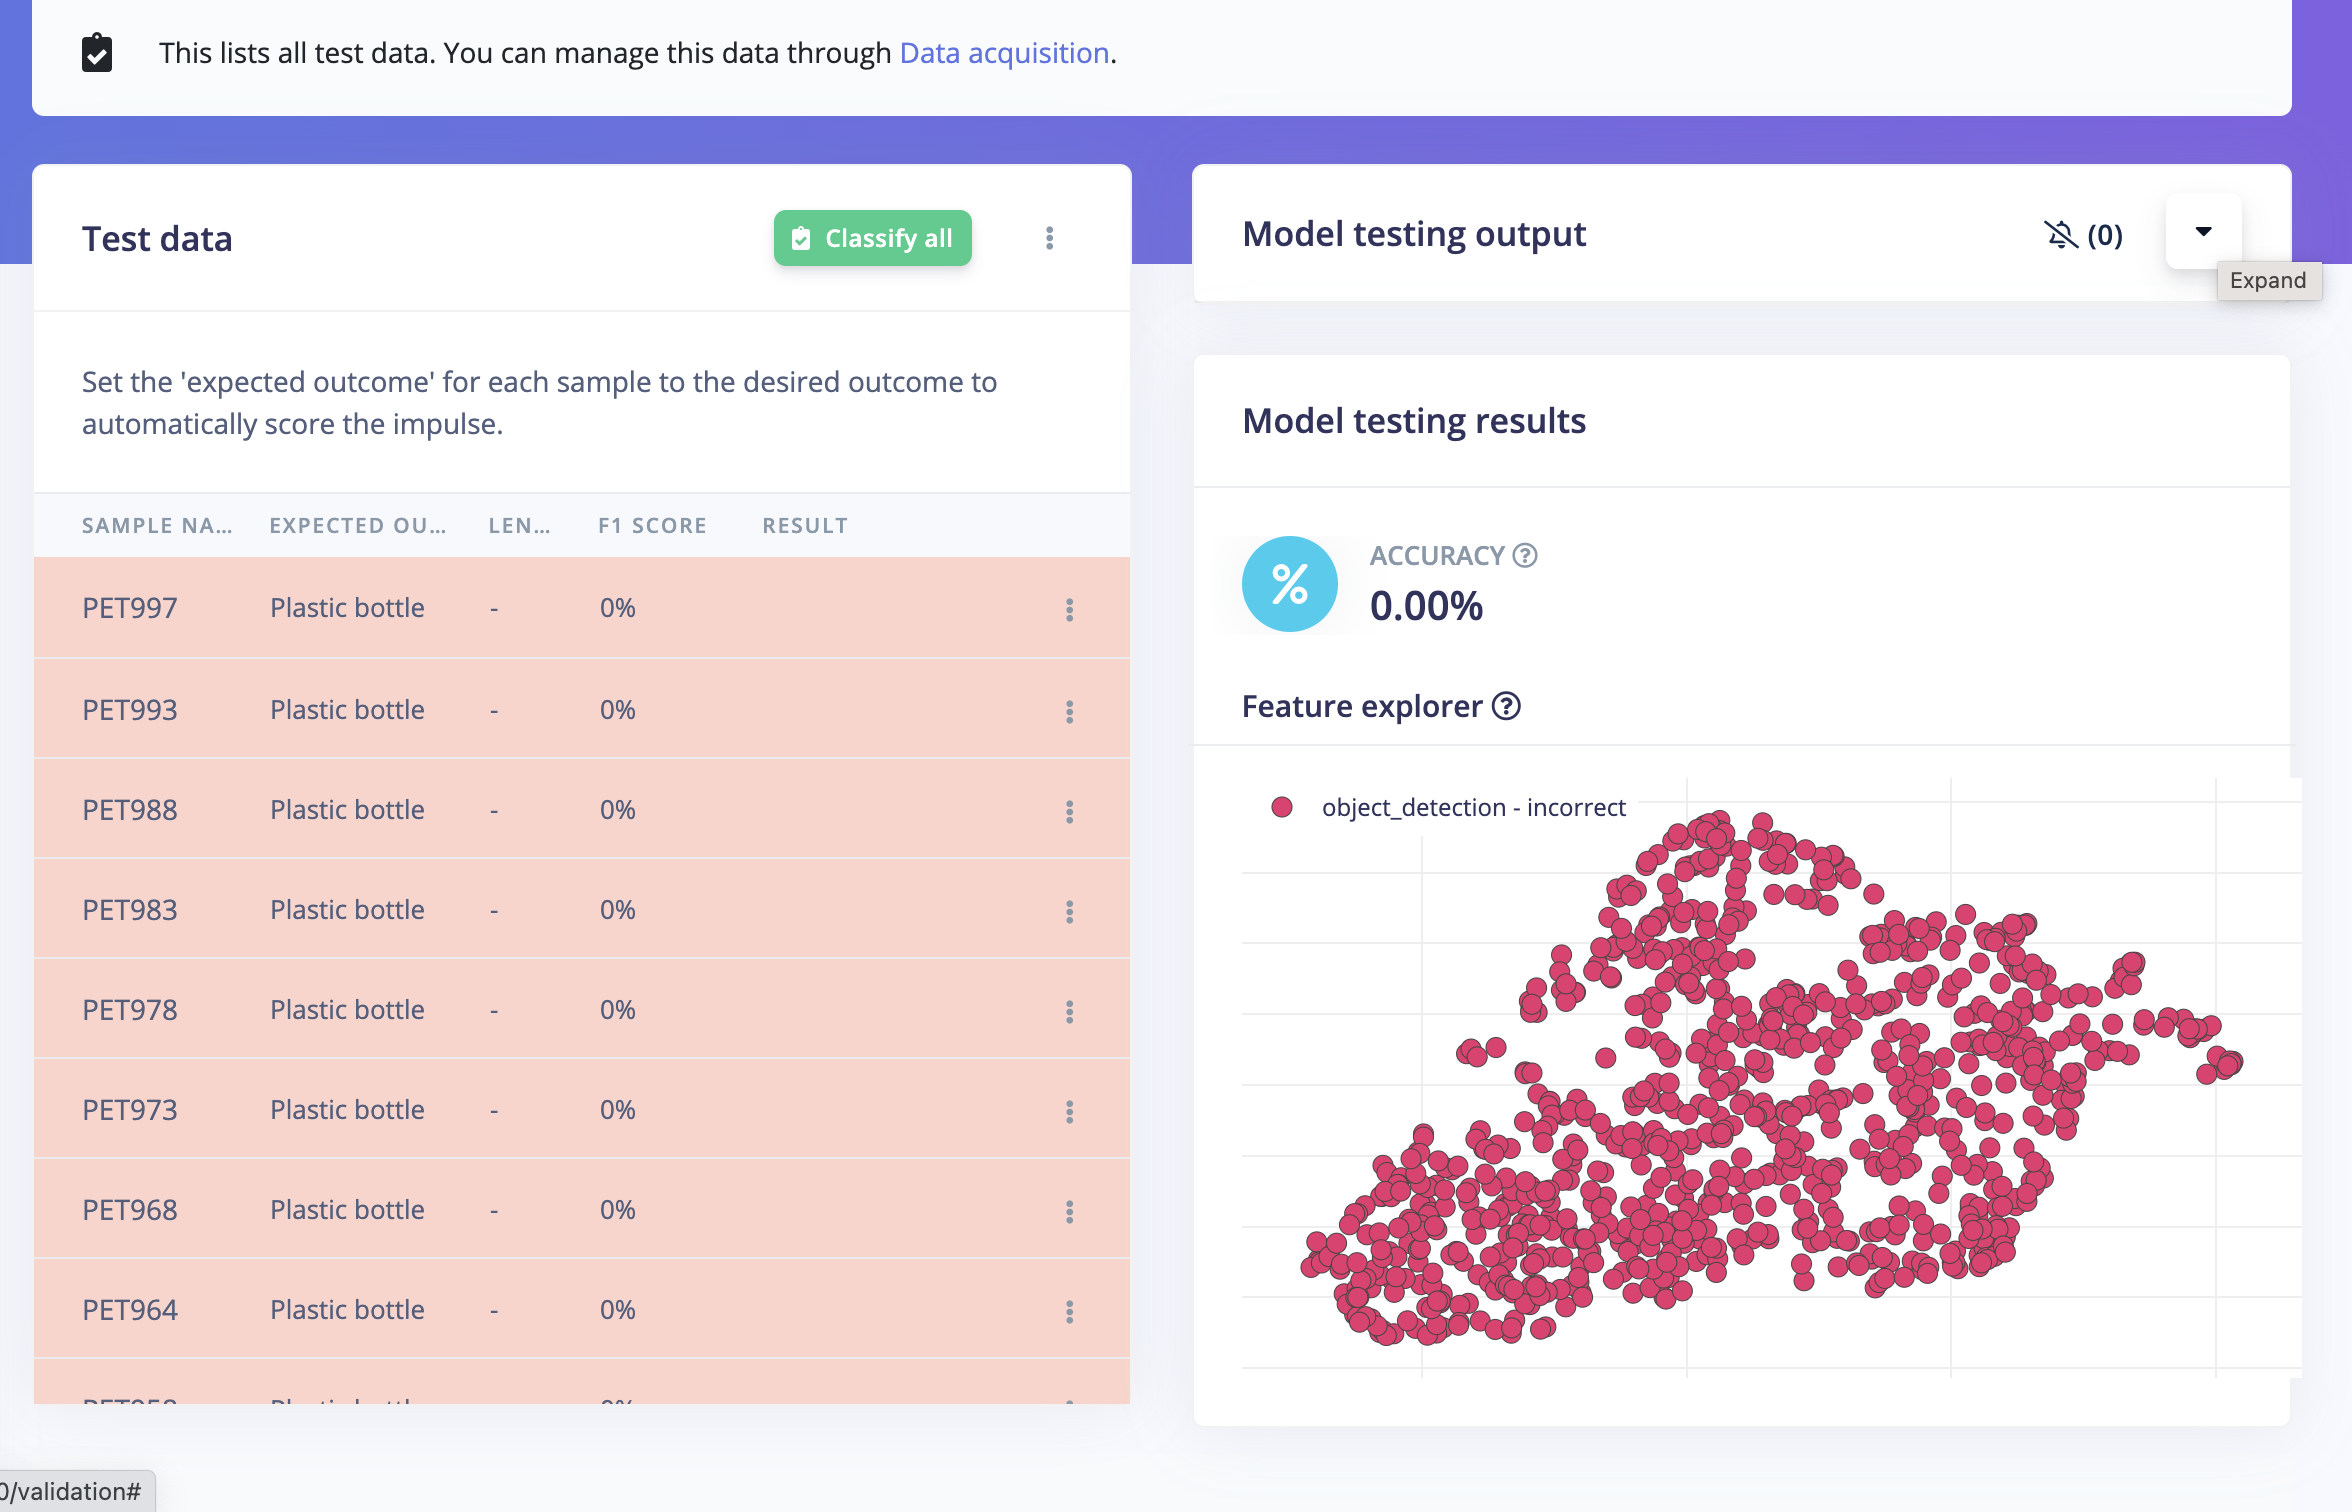 This lists all test data. You can manage this data through Data acquisition.
Test data
Classify all
Set the 'expected outcome' for each sample to the desired outcome to
automatically score the impulse.
SAMPLE NA... EXPECTED OU... LEN... F1 SCORE RESULT
PET997 Plastic bottle - 0%
PET993 Plastic bottle - 0%
PET988 Plastic bottle - 0%
PET983 Plastic bottle - 0%
PET978 Plastic bottle - 0%
PET973 Plastic bottle - 0%
PET968 Plastic bottle - 0%
PET964 Plastic bottle - 0%
Model testing output
(0)
Expand
Model testing results
%
ACCURACY ?
0.00%
Feature explorer ?
object_detection - incorrect
0/validation#